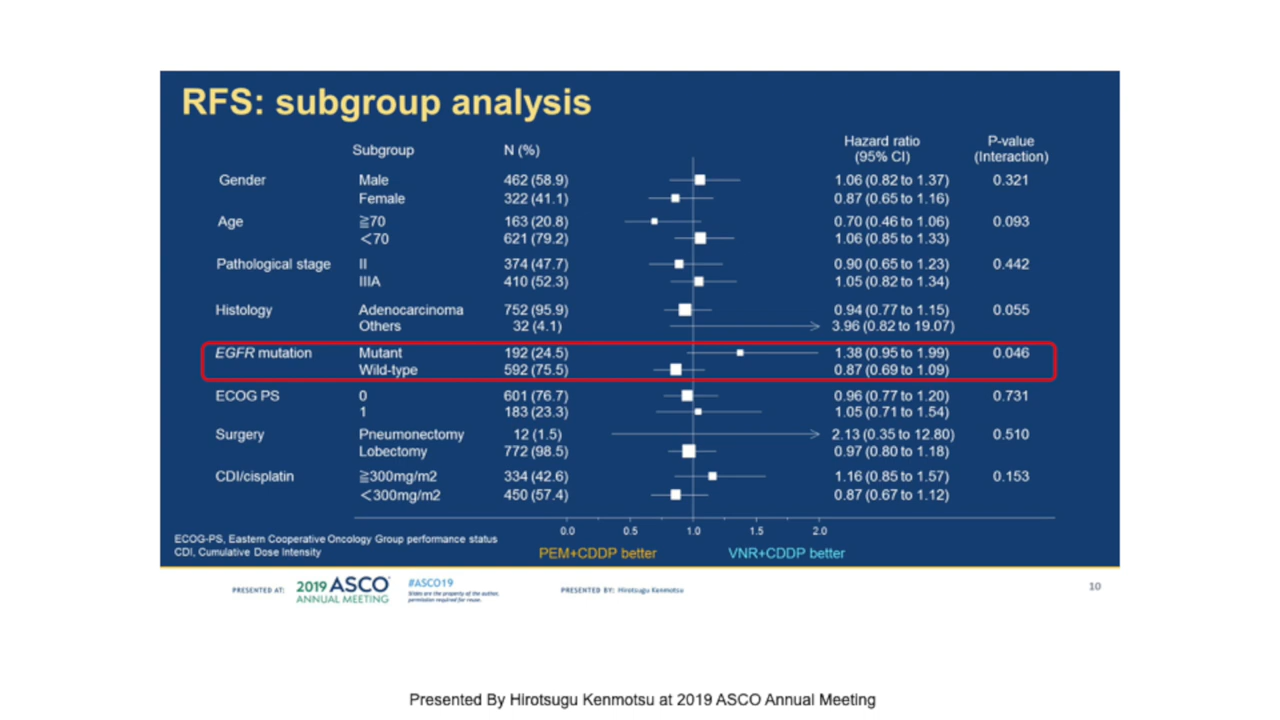 RFS: subgroup analysis
Subgroup N (%) Hazard ratio (95% CI) P-value (Interaction)
Gender Male 462 (58.9) 1.06 (0.82 to 1.37) 0.321
Female 322 (41.1) 0.87 (0.65 to 1.16)
Age ≧70 163 (20.8) 0.70 (0.46 to 1.06) 0.093
＜70 621 (79.2) 1.06 (0.85 to 1.33)
Pathological stage II 374 (47.7) 0.90 (0.65 to 1.23) 0.442
IIIA 410 (52.3) 1.05 (0.82 to 1.34)
Histology Adenocarcinoma 752 (95.9) 0.94 (0.77 to 1.15) 0.055
Others 32 (4.1) 3.96 (0.82 to 19.07)
EGFR mutation Mutant 192 (24.5) 1.38 (0.95 to 1.99) 0.046
Wild-type 592 (75.5) 0.87 (0.69 to 1.09)
ECOG PS 0 601 (76.7) 0.96 (0.77 to 1.20) 0.731
1 183 (23.3) 1.05 (0.71 to 1.54)
Surgery Pneumonectomy 12 (1.5) 2.13 (0.35 to 12.80) 0.510
Lobectomy 772 (98.5) 0.97 (0.80 to 1.18)
CDI/cisplatin ≧300mg/m2 334 (42.6) 1.16 (0.85 to 1.57) 0.153
＜300mg/m2 450 (57.4) 0.87 (0.67 to 1.12)
0.0 0.5 1.0 1.5 2.0
ECOG-PS, Eastern Cooperative Oncology Group performance status
CDI, Cumulative Dose Intensity
PEM+CDDP better VNR+CDDP better
PRESENTED AT: 2019 ASCO ANNUAL MEETING
#ASCO19
Slides are the property of the author, permission required for reuse.
PRESENTED BY: Hirotsugu Kenmotsu
10
Presented By Hirotsugu Kenmotsu at 2019 ASCO Annual Meeting